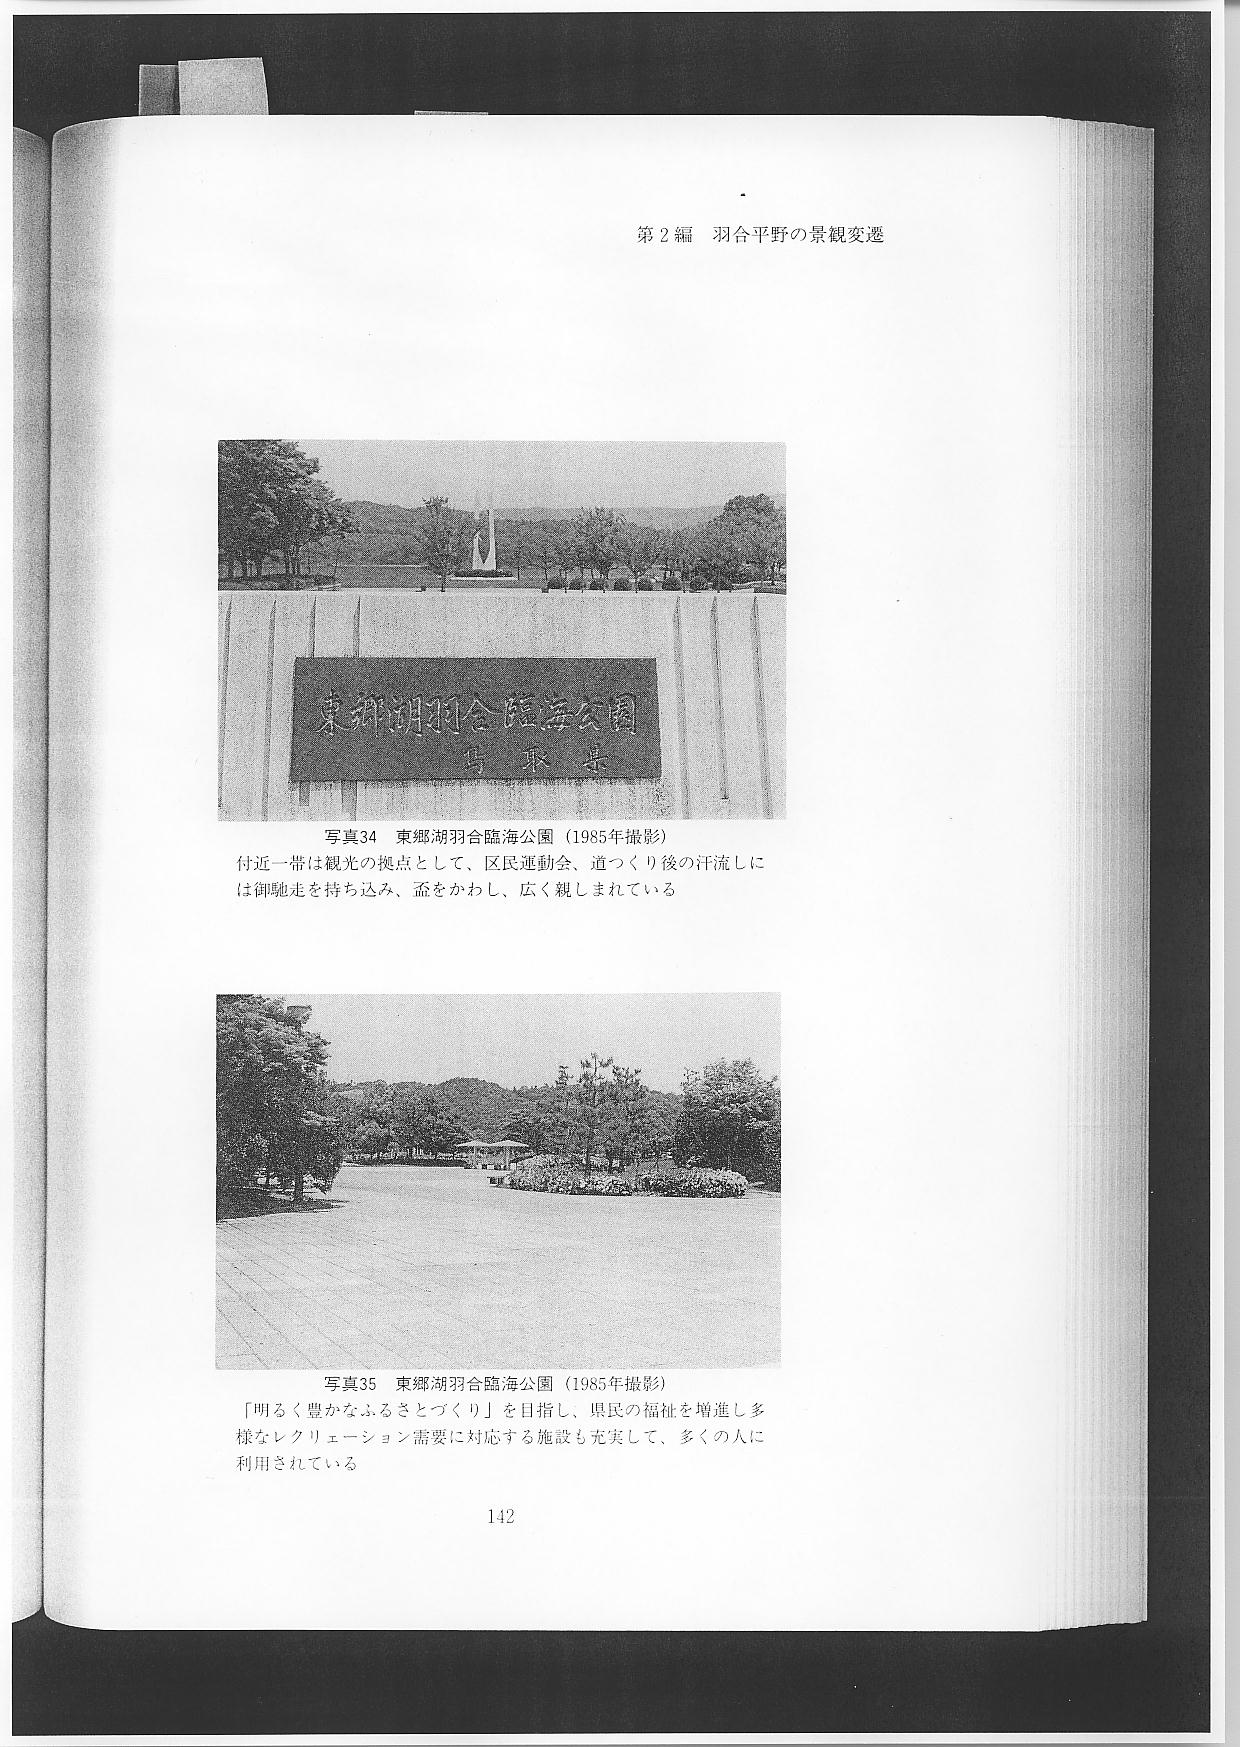 第2編　羽合平野の景観変遷
東郷湖羽合臨海公園
鳥取県
写真34　東郷湖羽合臨海公園（1985年撮影）
付近一帯は観光の拠点として、区民運動会、道つくり後の汗流しに
は御馳走を持ち込み、盃をかわし、広く親しまれている
写真35　東郷湖羽合臨海公園（1985年撮影）
「明るく豊かなふるさとづくり」を目指し、県民の福祉を増進し多
様なレクリェーション需要に対応する施設も充実して、多くの人に
利用されている
142